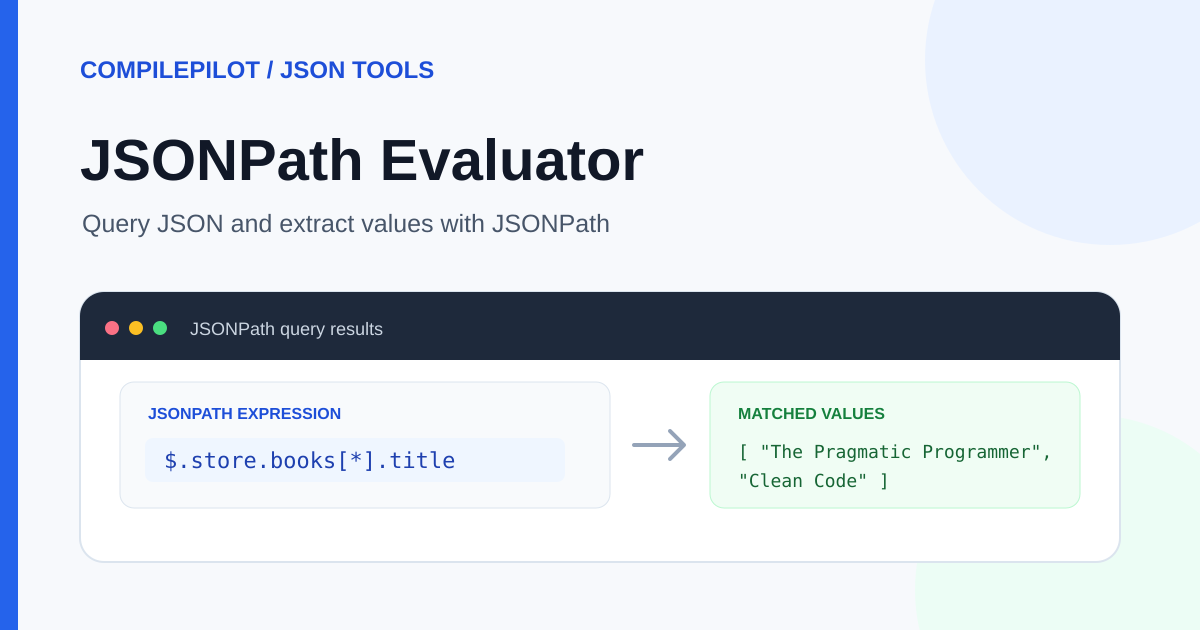 COMPILEPILOT / JSON TOOLS
JSONPath Evaluator
Query JSON and extract values with JSONPath
JSONPath query results
JSONPATH EXPRESSION
$.store.books[*].title
MATCHED VALUES
[ "The Pragmatic Programmer",
"Clean Code" ]